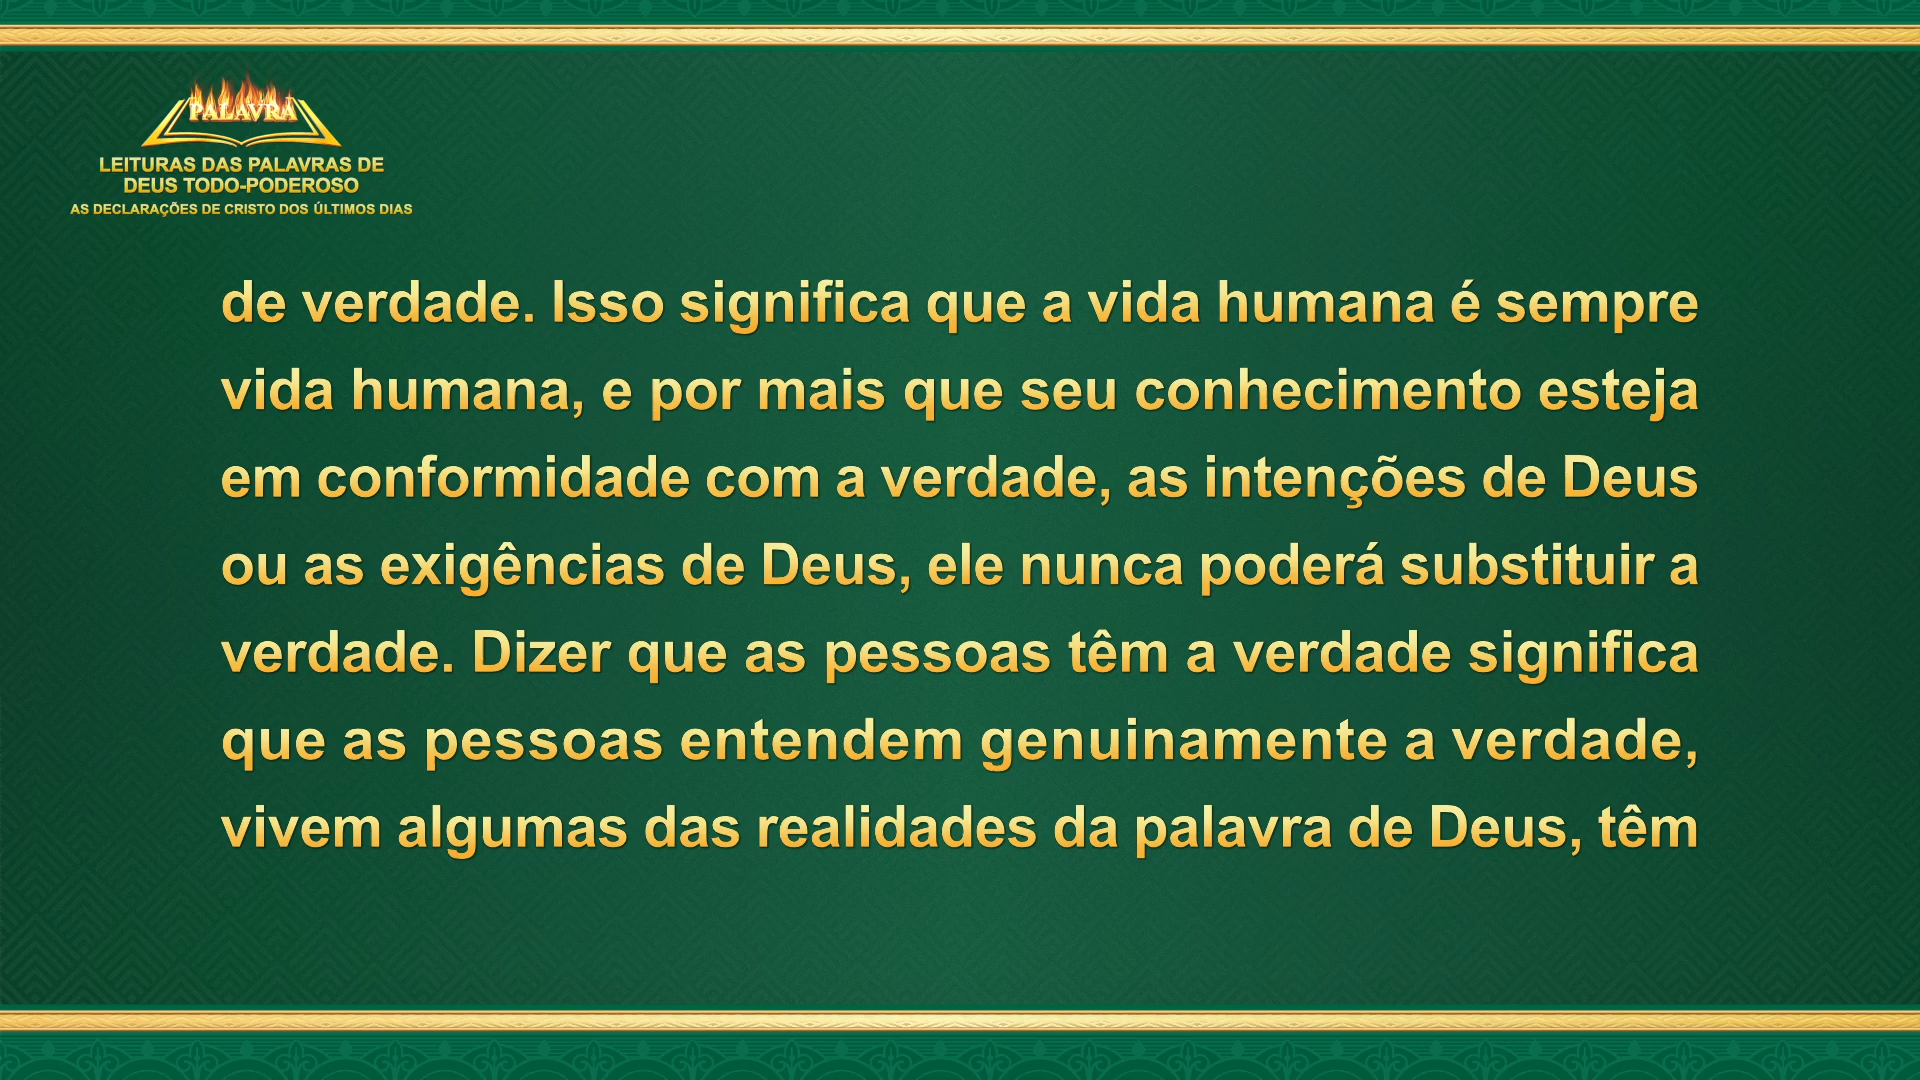 PALAVRA
LEITURAS DAS PALAVRAS DE
DEUS TODO-PODEROSO
AS DECLARAÇÕES DE CRISTO DOS ÚLTIMOS DIAS
de verdade. Isso significa que a vida humana é sempre
vida humana, e por mais que seu conhecimento esteja
em conformidade com a verdade, as intenções de Deus
ou as exigências de Deus, ele nunca poderá substituir a
verdade. Dizer que as pessoas têm a verdade significa
que as pessoas entendem genuinamente a verdade,
vivem algumas das realidades da palavra de Deus, têm